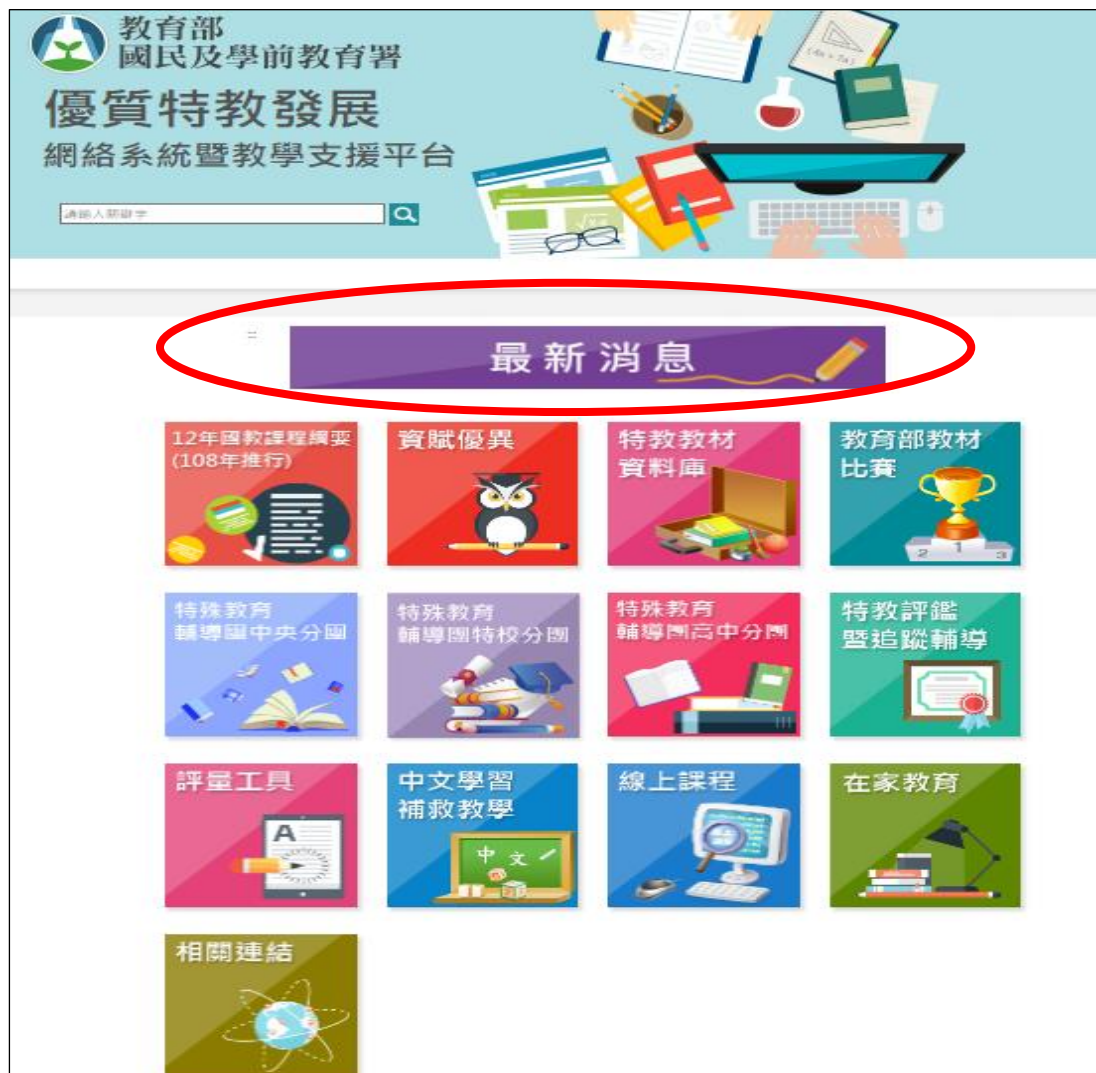 教育部
國民及學前教育署
優質特教發展
網絡系統暨教學支援平台
請輸入關鍵字
最新消息
12年國教課程綱要
(108年推行)
資賦優異
特教教材
資料庫
教育部教材
比賽
2 1 3
特殊教育
輔導團中央分團
特殊教育
輔導團特校分團
特殊教育
輔導團高中分團
特教評鑑
暨追蹤輔導
評量工具
A
中文學習
補救教學
中文
線上課程
在家教育
相關連結